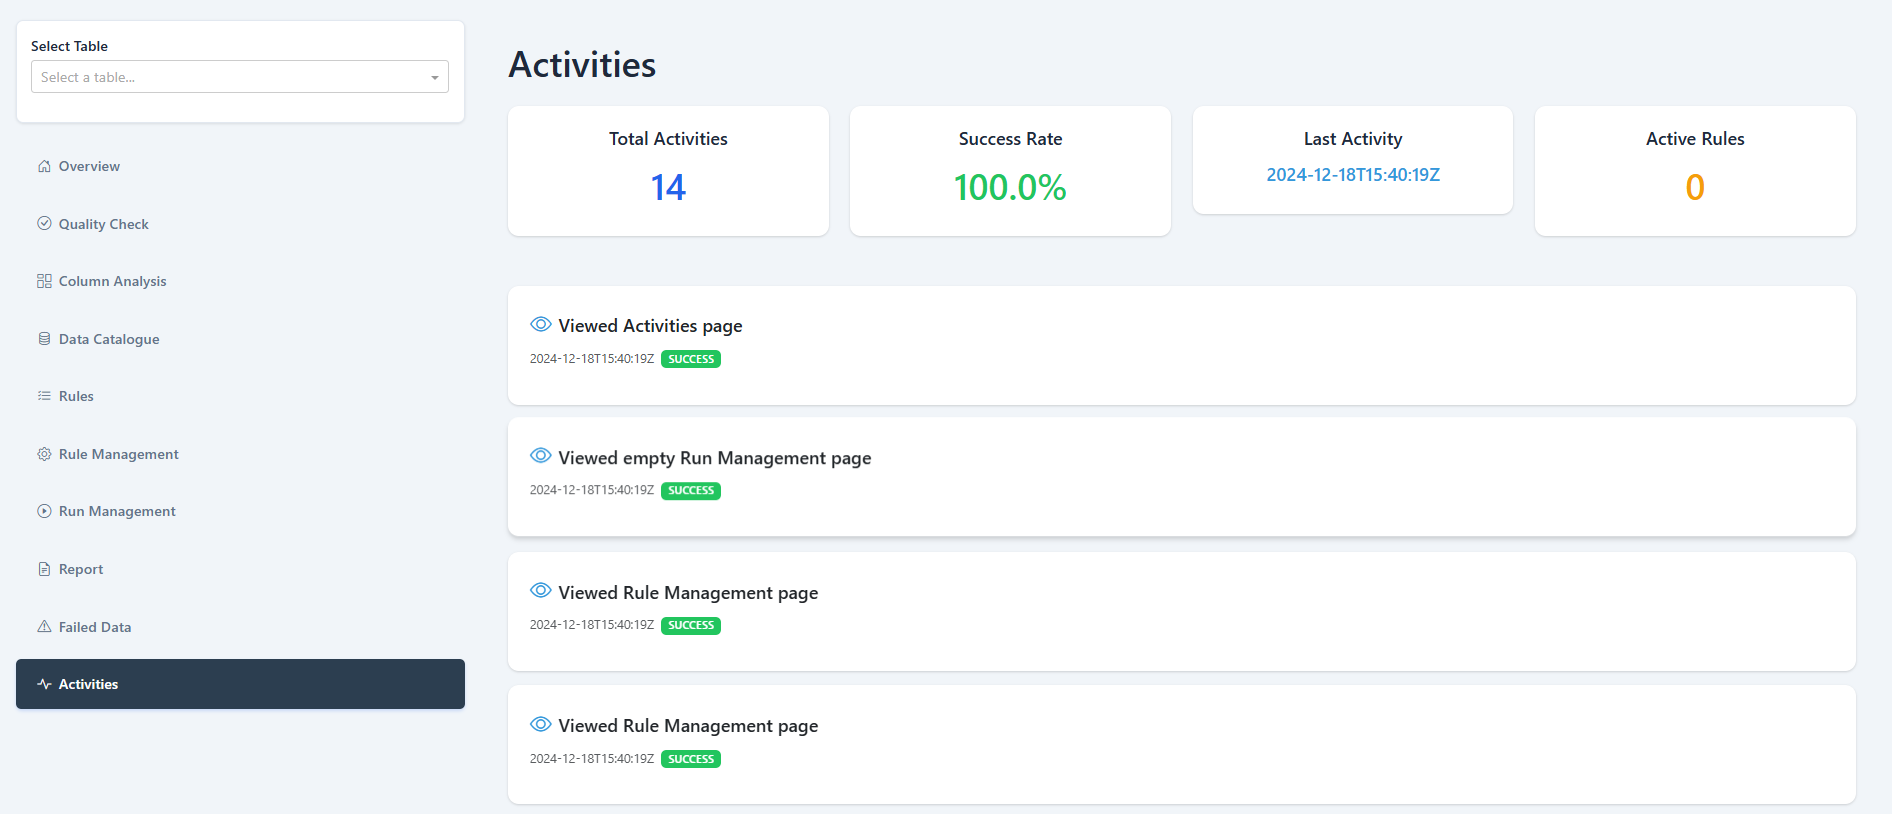 Select Table
Select a table...
Overview
Quality Check
Column Analysis
Data Catalogue
Rules
Rule Management
Run Management
Report
Failed Data
Activities
Activities
Total Activities
14
Success Rate
100.0%
Last Activity
2024-12-18T15:40:19Z
Active Rules
0
Viewed Activities page
2024-12-18T15:40:19Z SUCCESS
Viewed empty Run Management page
2024-12-18T15:40:19Z SUCCESS
Viewed Rule Management page
2024-12-18T15:40:19Z SUCCESS
Viewed Rule Management page
2024-12-18T15:40:19Z SUCCESS